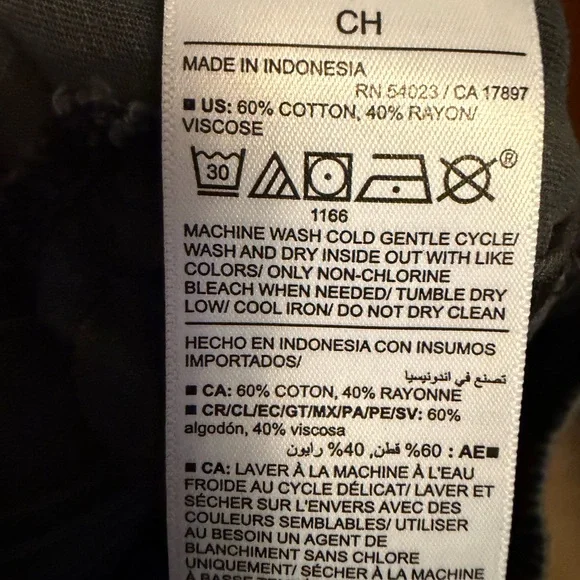 CH
MADE IN INDONESIA
RN 54023 / CA 17897
■ US: 60% COTTON, 40% RAYON/
VISCOSE
30
®
1166
MACHINE WASH COLD GENTLE CYCLE/
WASH AND DRY INSIDE OUT WITH LIKE
COLORS/ ONLY NON-CHLORINE
BLEACH WHEN NEEDED/ TUMBLE DRY
LOW/ COOL IRON/ DO NOT DRY CLEAN
HECHO EN INDONESIA CON INSUMOS
IMPORTADOS/
تصنع في اندونيسيا
■ CA: 60% COTON, 40% RAYONNE
■ CR/CL/EC/GT/MX/PA/PE/SV: 60%
algodón, 40% viscosa
■AE : 60% قطن, 40% رايون
■ CA: LAVER À LA MACHINE À L'EAU
FROIDE AU CYCLE DÉLICAT/ LAVER ET
SÉCHER SUR L'ENVERS AVEC DES
COULEURS SEMBLABLES/ UTILISER
AU BESOIN UN AGENT DE
BLANCHIMENT SANS CHLORE
UNIQUEMENT/ SÉCHER À LA MACHINE